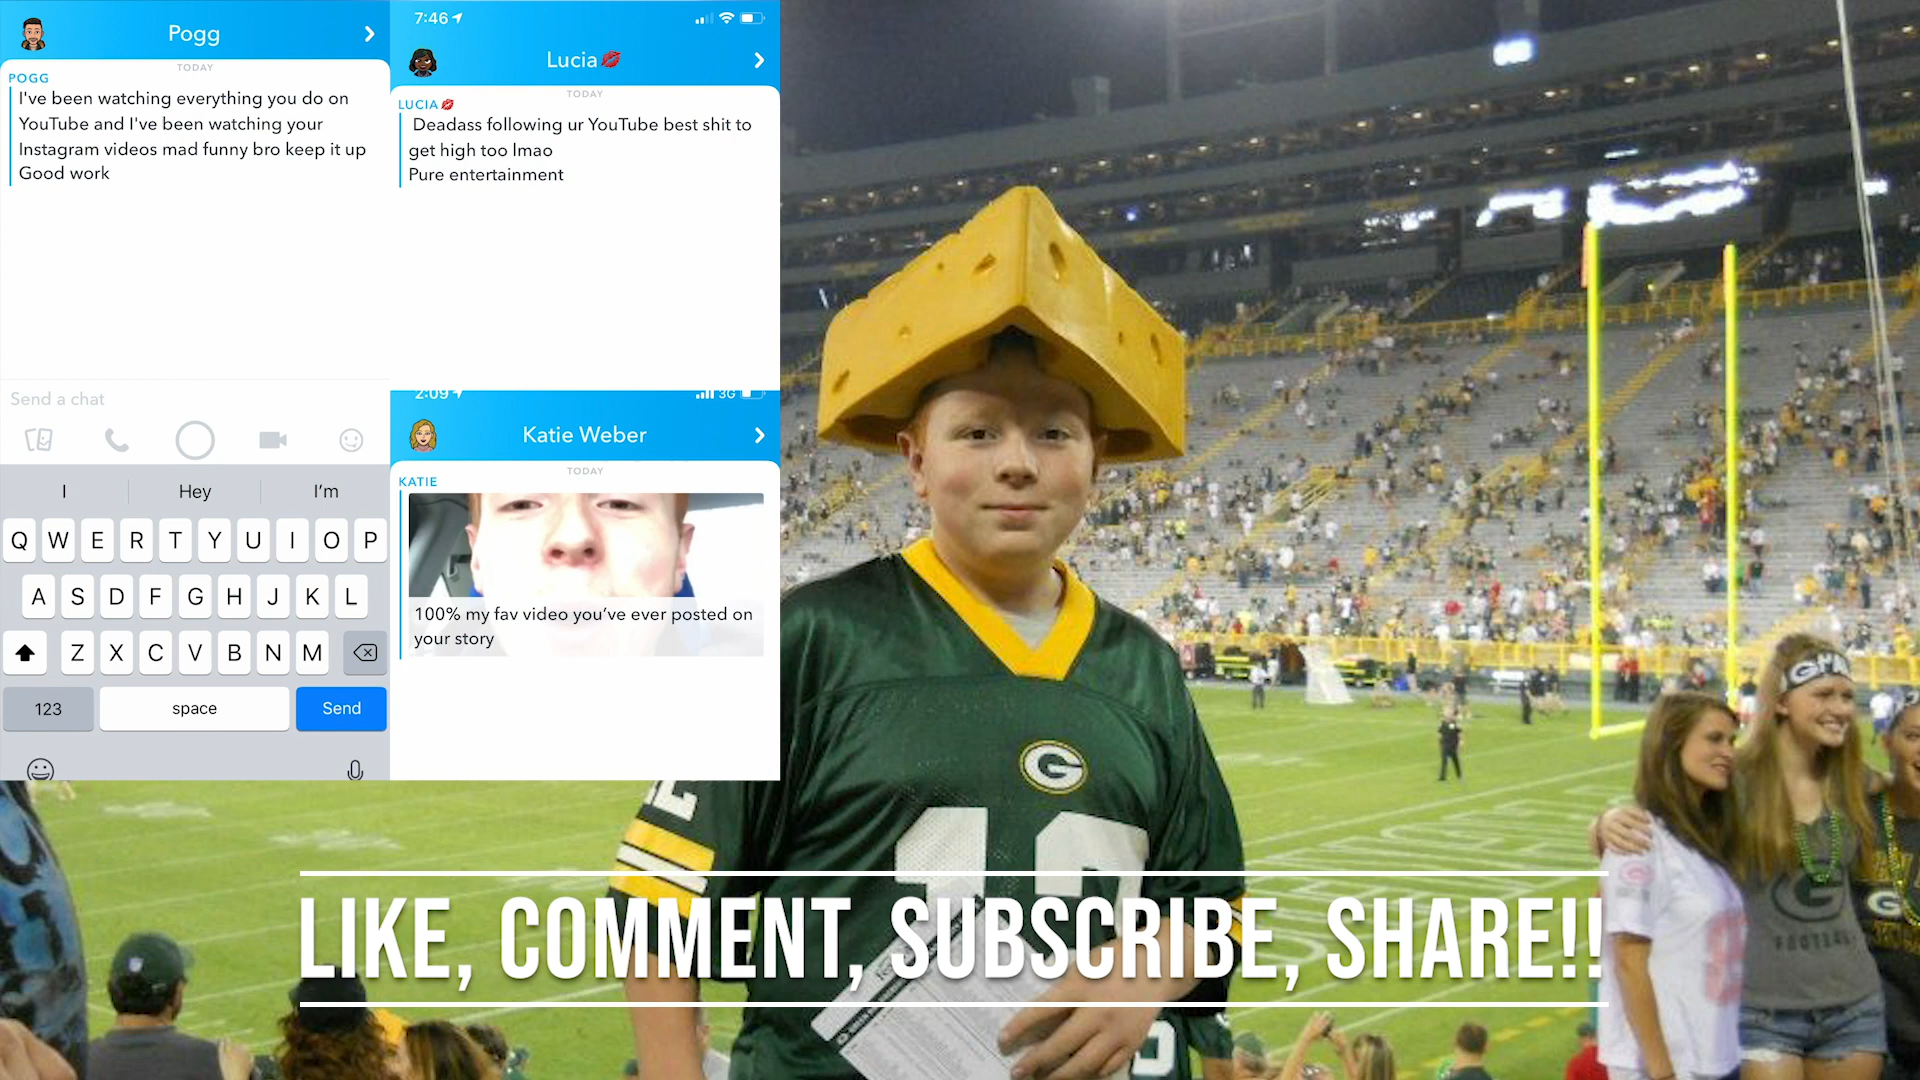 Pogg
TODAY
POGG
I've been watching everything you do on
YouTube and I've been watching your
Instagram videos mad funny bro keep it up
Good work
Send a chat
I
Hey
I'm
Q W E R T Y U I O P
A S D F G H J K L
Z X C V B N M
123
space
Send
7:46
Lucia💋
TODAY
LUCIA💋
Deadass following ur YouTube best shit to
get high too lmao
Pure entertainment
2:09
3G
Katie Weber
TODAY
KATIE
100% my fav video you've ever posted on
your story
G
12
G
FOOTBALL
G
LIKE, COMMENT, SUBSCRIBE, SHARE!!